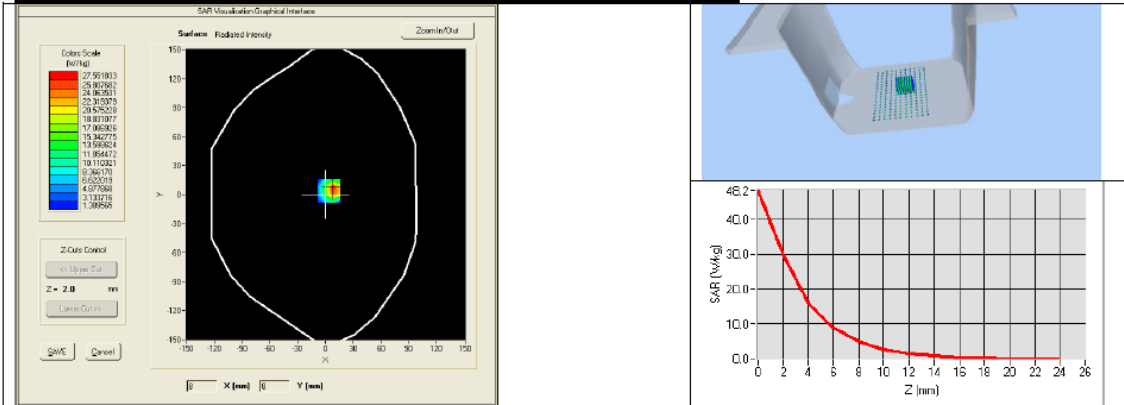 SAR Visualisation Graphical Interface
Surface Radiated Intensity
Zoom In/Out
Colors Scale
(W/kg)
27.551833
25.807682
24.063531
22.319379
20.575228
18.831077
17.086926
15.342775
13.598624
11.854472
10.110321
8.366170
6.622019
4.877868
3.133716
1.389565
150
120
90
60
30
0
-30
-60
-90
-120
-150
Y
-150 -120 -90 -60 -30 0 30 60 90 120 150
X
Z-Cuts Control
<< Upper Cut
Z = 2.0 mm
Lower Cut >>
SAVE Cancel
8 X (mm) 8 Y (mm)
48.2
40.0
30.0
20.0
10.0
0.0
SAR (W/kg)
0 2 4 6 8 10 12 14 16 18 20 22 24 26
Z (mm)